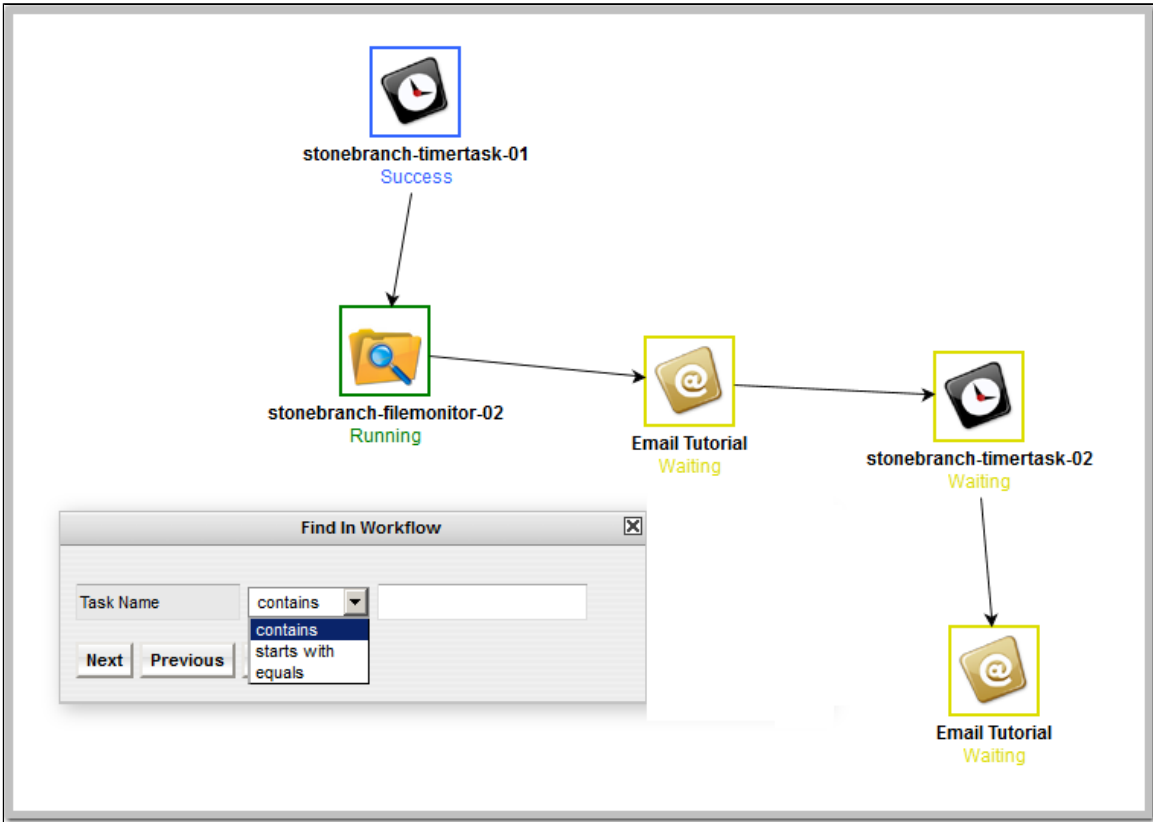 stonebranch-timertask-01
Success
stonebranch-filemonitor-02
Running
@
Email Tutorial
Waiting
stonebranch-timertask-02
Waiting
Find In Workflow
Task Name
contains
contains
starts with
equals
Next
Previous
@
Email Tutorial
Waiting